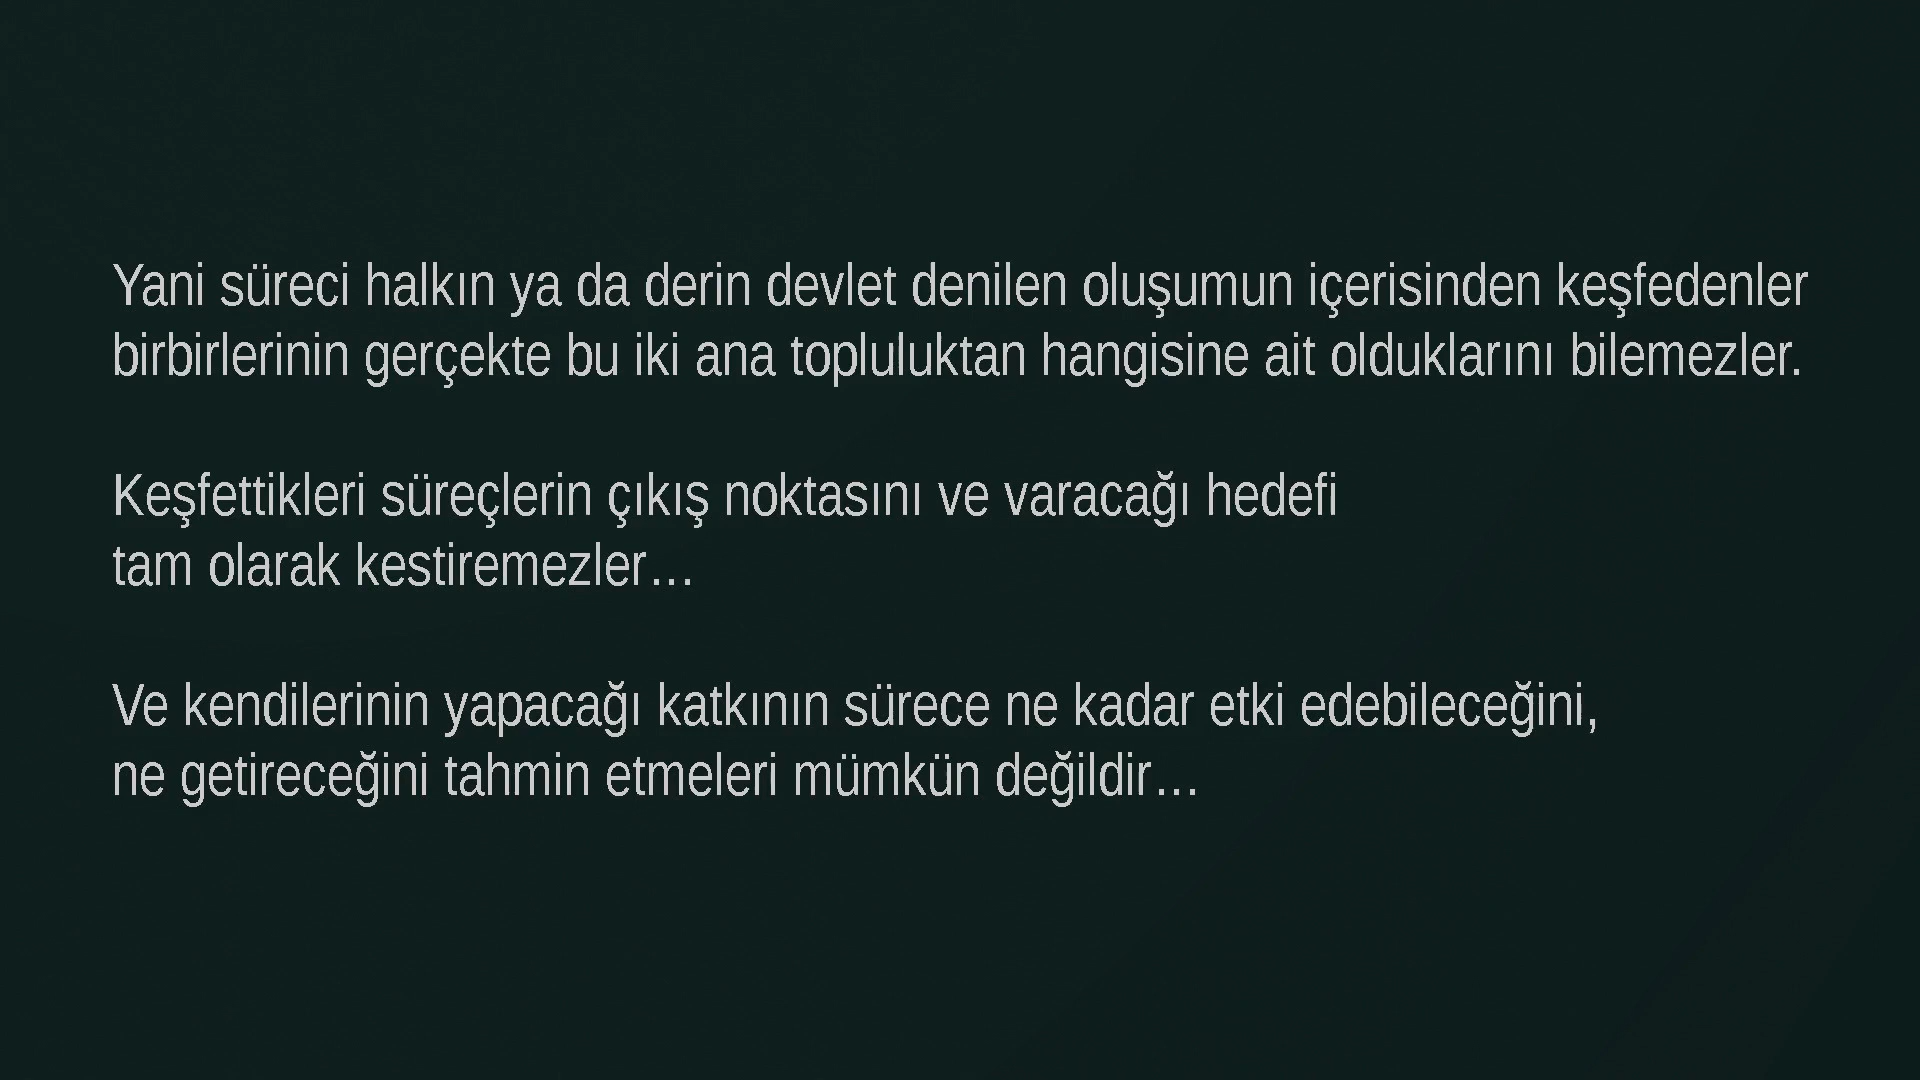 Yani süreci halkın ya da derin devlet denilen oluşumun içerisinden keşfedenler
birbirlerinin gerçekte bu iki ana topluluktan hangisine ait olduklarını bilemezler.
Keşfettikleri süreçlerin çıkış noktasını ve varacağı hedefi
tam olarak kestiremezler…
Ve kendilerinin yapacağı katkının sürece ne kadar etki edebileceğini,
ne getireceğini tahmin etmeleri mümkün değildir…